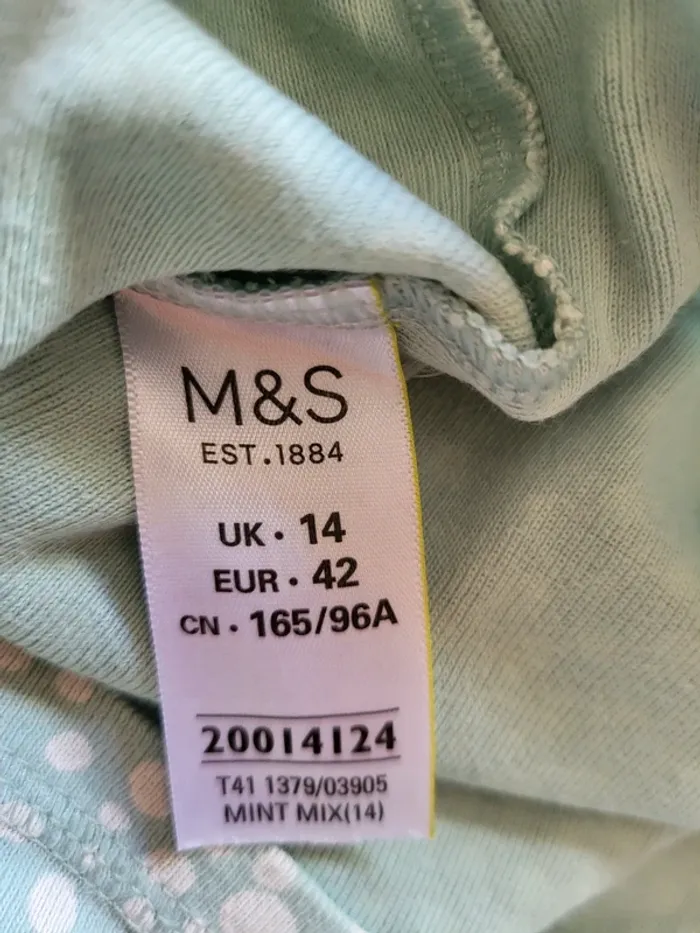 M&S
EST.1884
UK · 14
EUR · 42
CN · 165/96A
20014124
T41 1379/03905
MINT MIX(14)